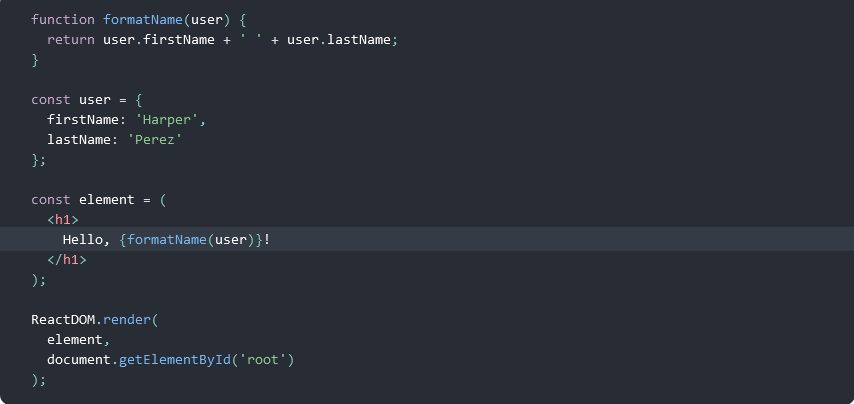 function formatName(user) {
  return user.firstName + ' ' + user.lastName;
}

const user = {
  firstName: 'Harper',
  lastName: 'Perez'
};

const element = (
  <h1>
    Hello, {formatName(user)}!
  </h1>
);

ReactDOM.render(
  element,
  document.getElementById('root')
);